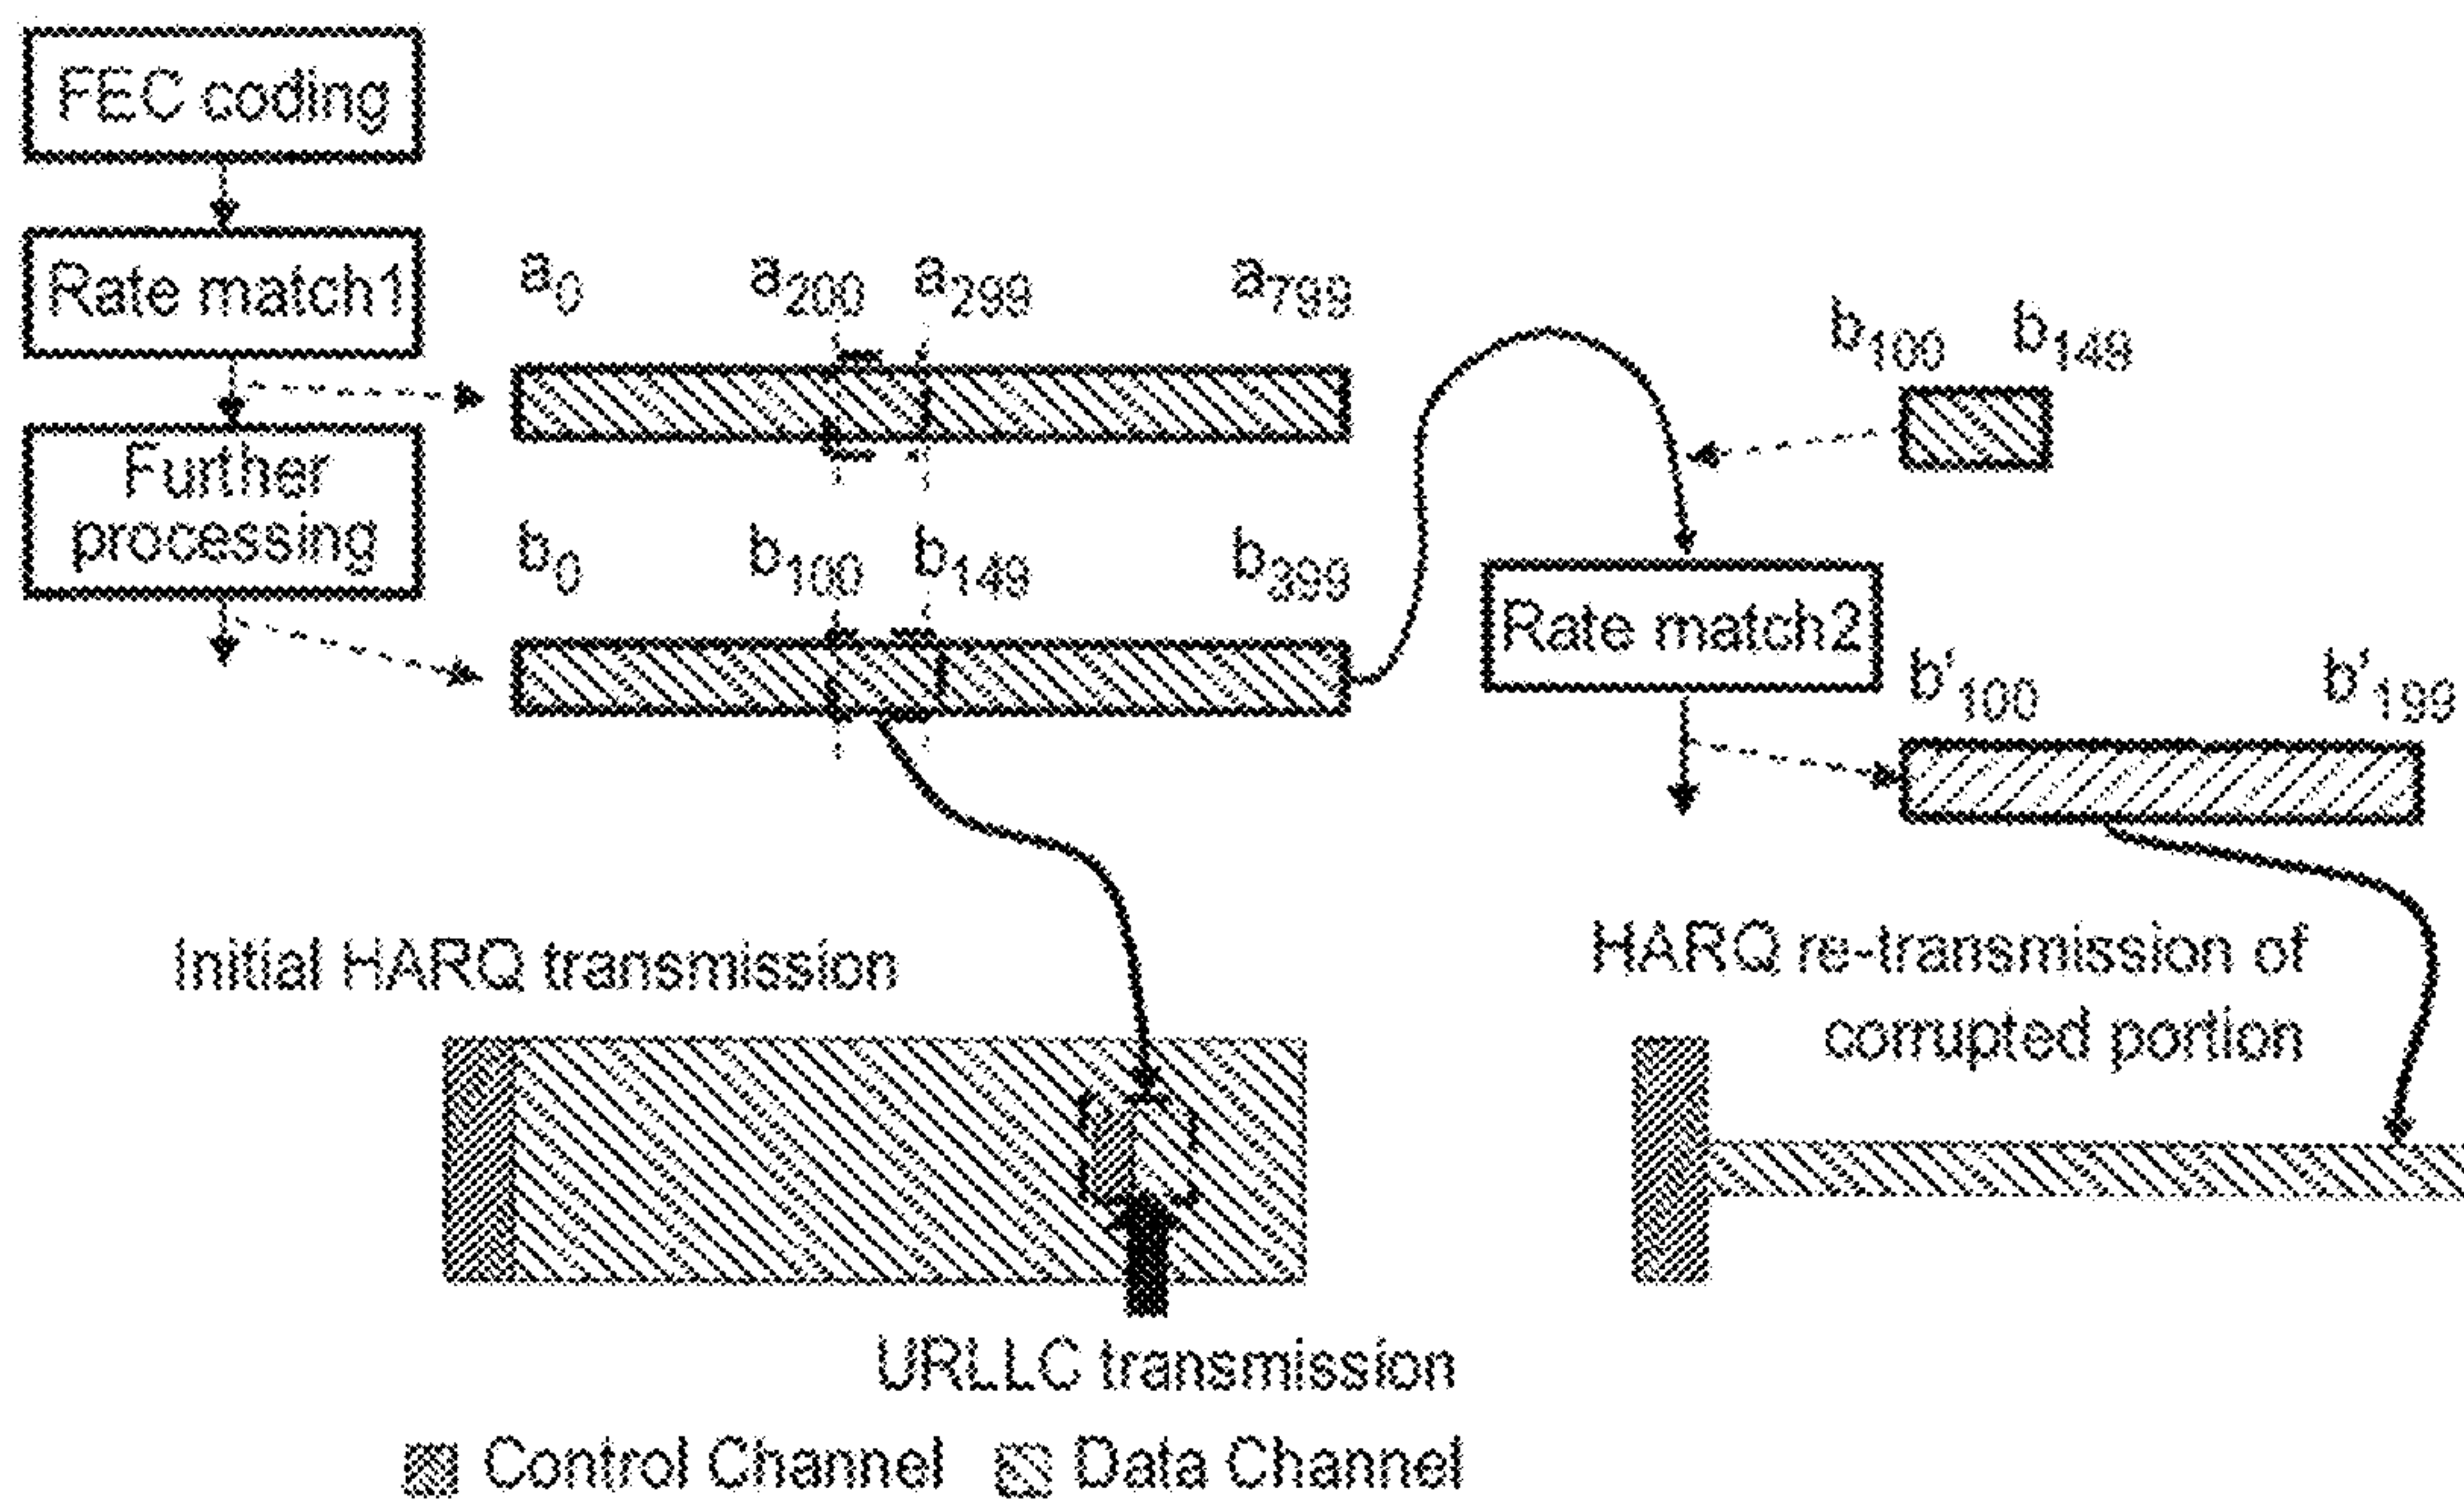 FEC coding
Rate match1
Further
processing
a0 a200 a299 a799
b0 b100 b149 b399
b100 b149
Rate match2
b'100 b'199
Initial HARQ transmission
HARQ re-transmission of
corrupted portion
URLLC transmission
Control Channel Data Channel